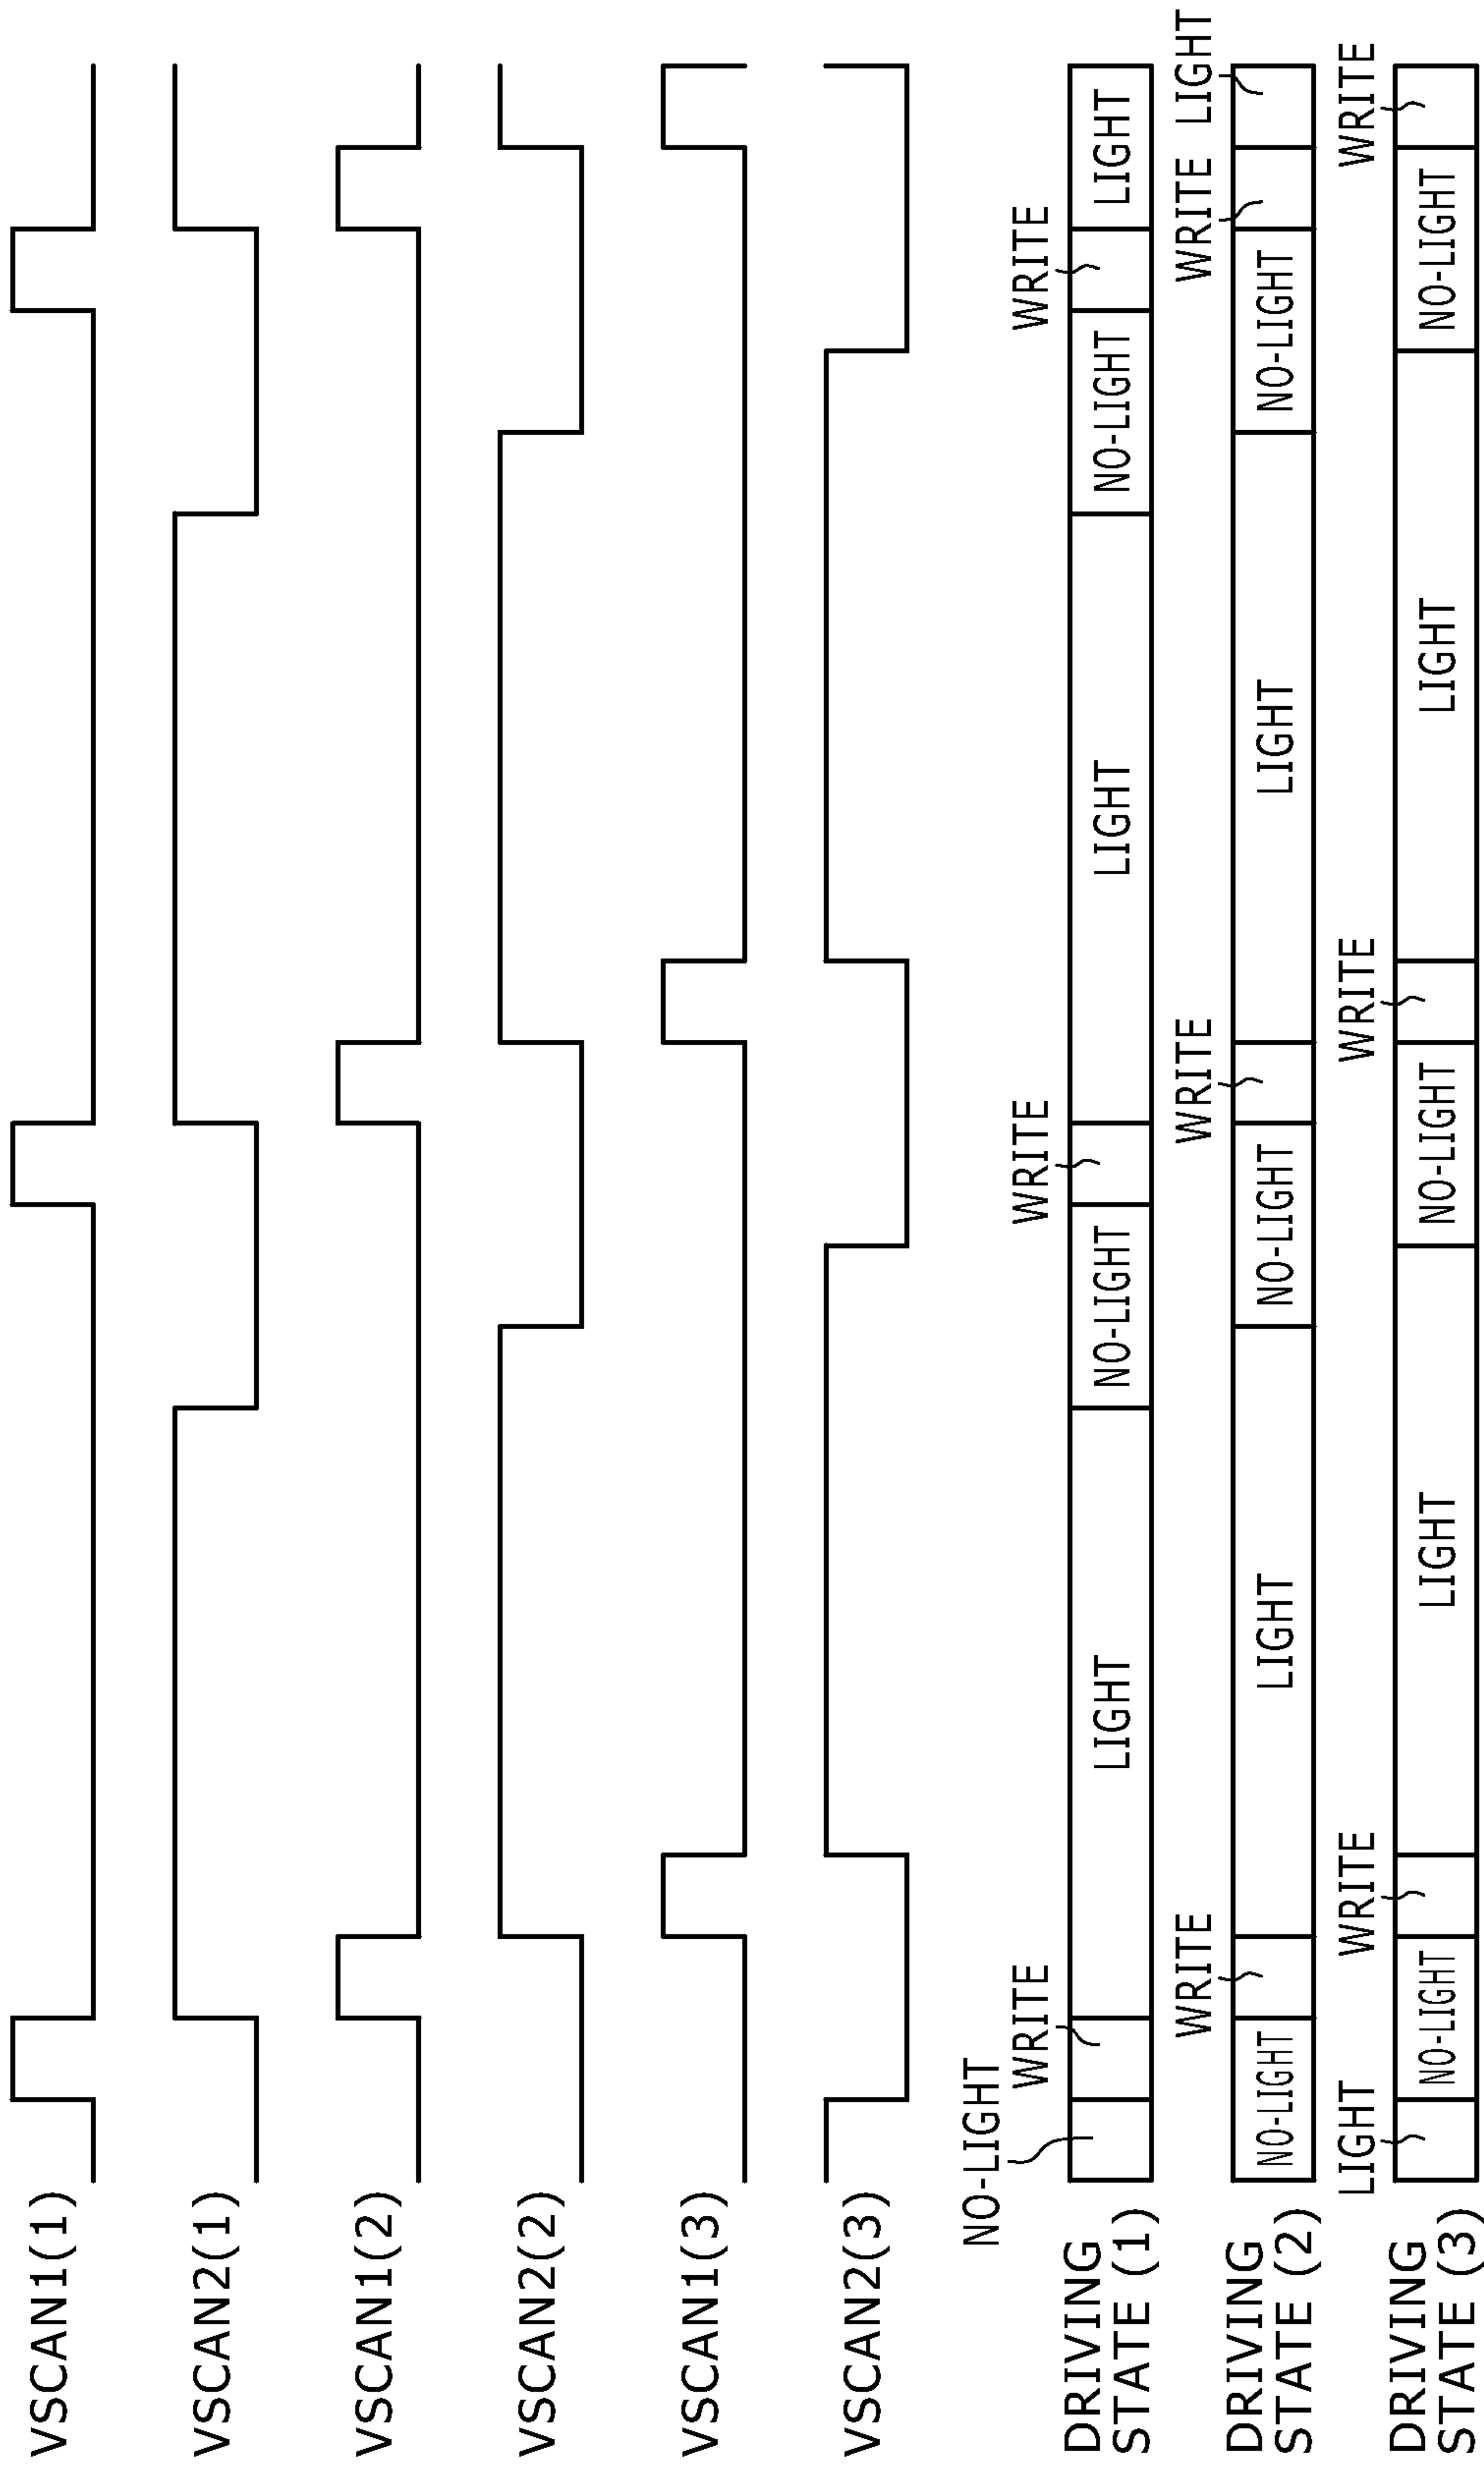 VSCAN1(1)
VSCAN2(1)
VSCAN1(2)
VSCAN2(2)
VSCAN1(3)
VSCAN2(3)
NO-LIGHT
WRITE WRITE WRITE
DRIVING
STATE (1)
LIGHT NO-LIGHT LIGHT NO-LIGHT LIGHT
WRITE WRITE WRITE LIGHT
DRIVING
STATE (2)
NO-LIGHT LIGHT NO-LIGHT LIGHT NO-LIGHT
LIGHT WRITE WRITE WRITE
DRIVING
STATE (3)
NO-LIGHT LIGHT NO-LIGHT LIGHT NO-LIGHT